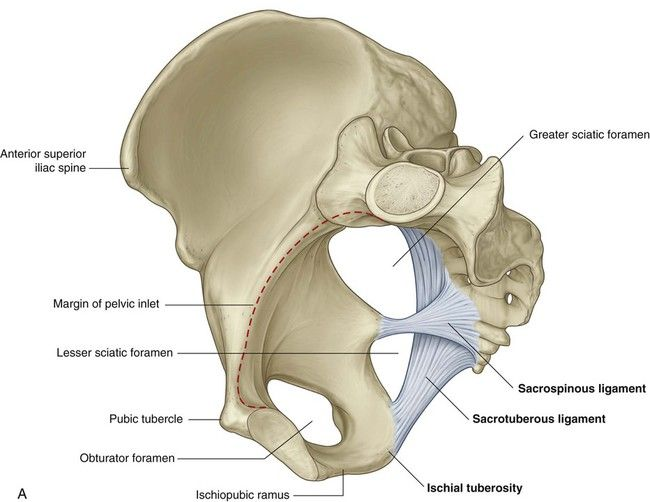 Greater sciatic foramen
Anterior superior
iliac spine
Margin of pelvic inlet
Lesser sciatic foramen
Sacrospinous ligament
Sacrotuberous ligament
Pubic tubercle
Obturator foramen
Ischial tuberosity
A
Ischiopubic ramus